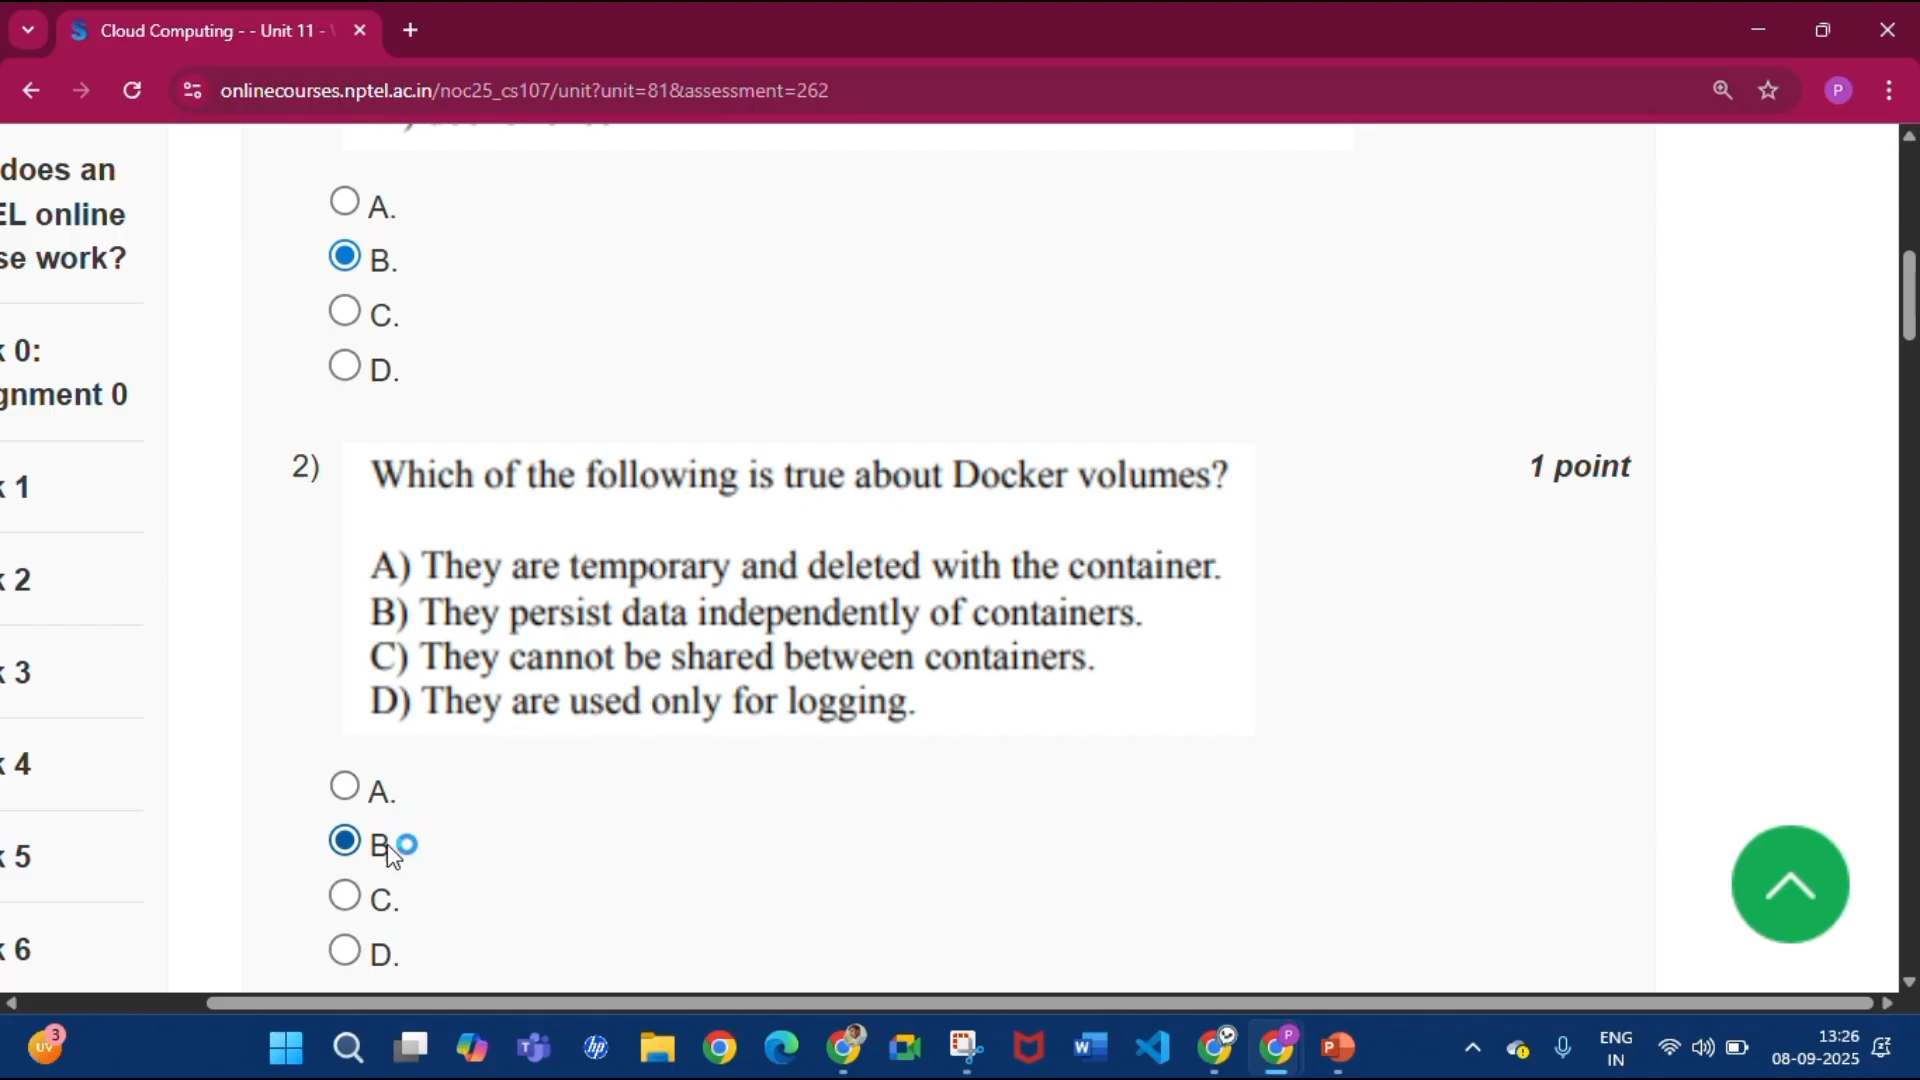 Cloud Computing - - Unit 11 -
onlinecourses.nptel.ac.in/noc25_cs107/unit?unit=81&assessment=262
P
does an
EL online
se work?
k 0:
gnment 0
k 1
k 2
k 3
k 4
k 5
k 6
A.
B.
C.
D.
2)
Which of the following is true about Docker volumes?
1 point
A) They are temporary and deleted with the container.
B) They persist data independently of containers.
C) They cannot be shared between containers.
D) They are used only for logging.
A.
B.
C.
D.
UV
3
hp
W
P
P
ENG
IN
13:26
08-09-2025